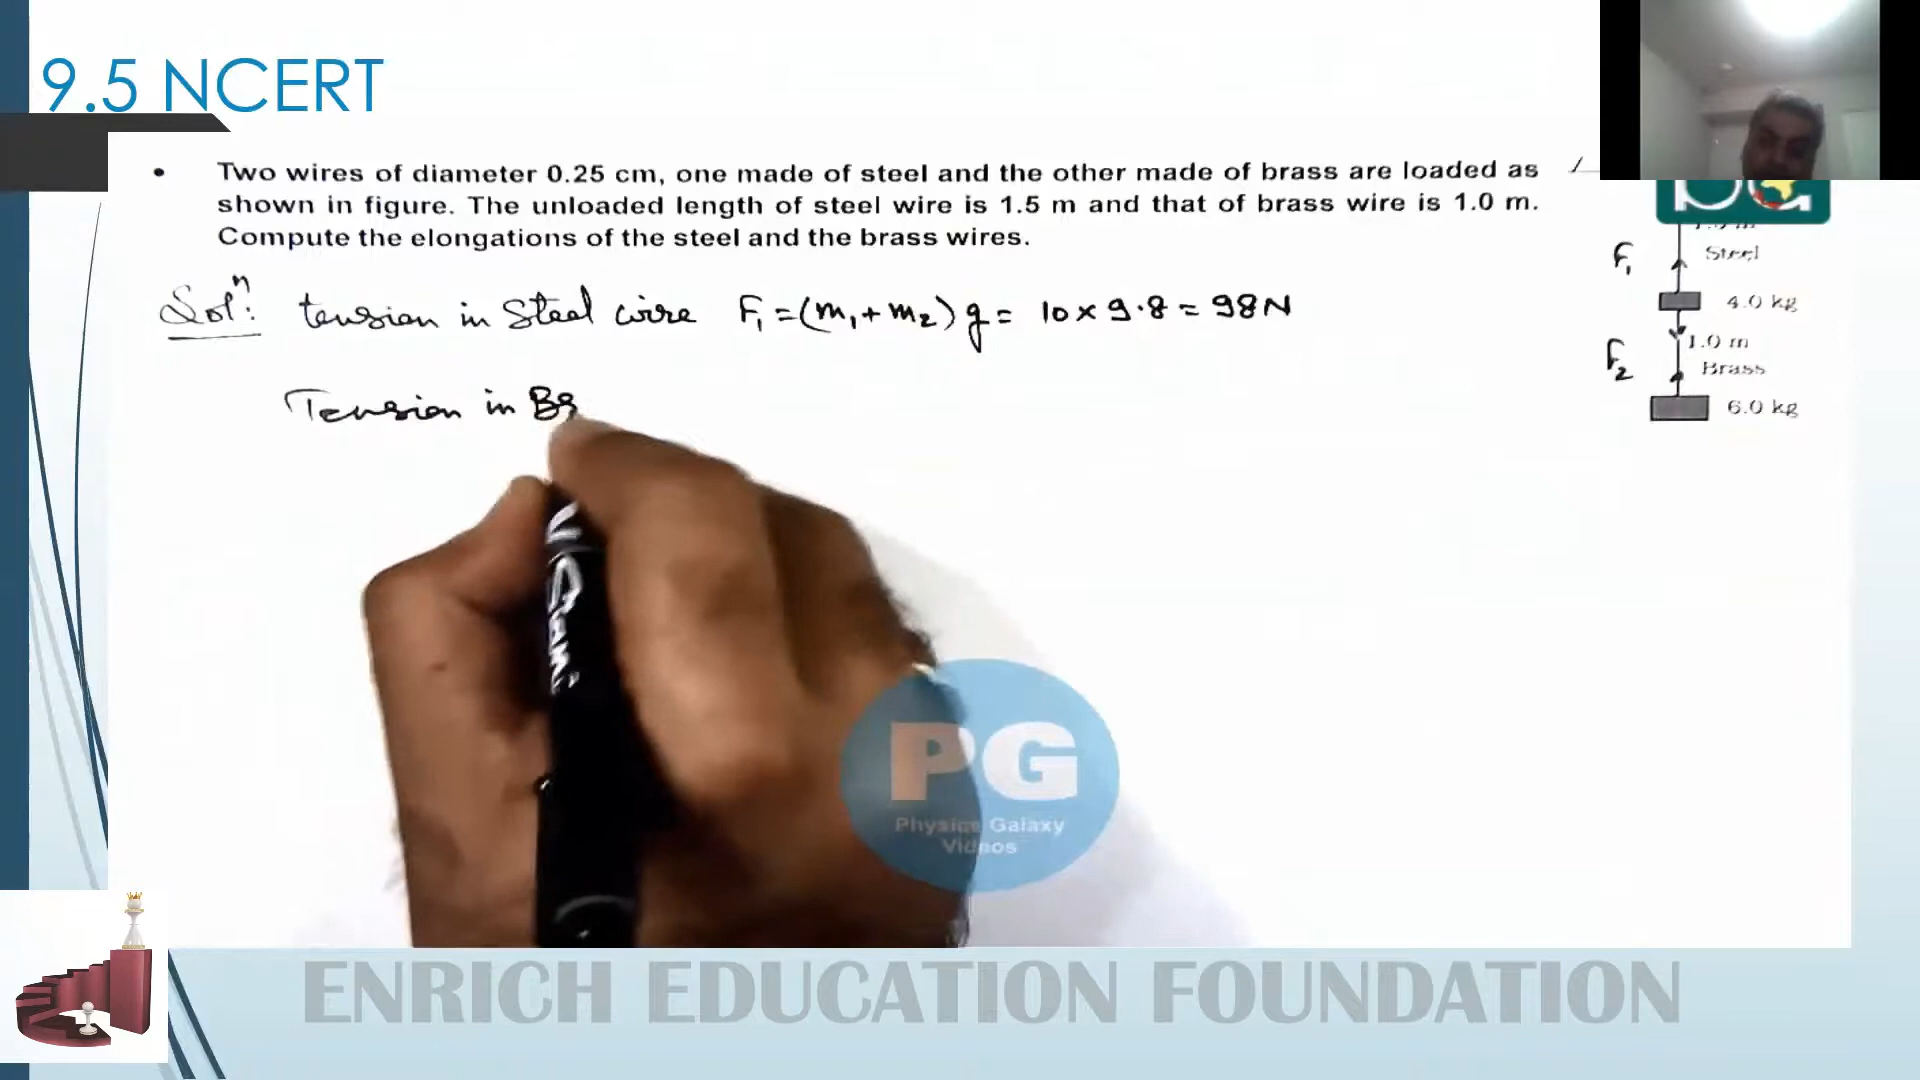 9.5 NCERT
• Two wires of diameter 0.25 cm, one made of steel and the other made of brass are loaded as
shown in figure. The unloaded length of steel wire is 1.5 m and that of brass wire is 1.0 m.
Compute the elongations of the steel and the brass wires.
Solⁿ: tension in Steel wire F₁ = (m₁ + m₂) g = 10 × 9.8 = 98N
Tension in
F₁
Steel
4.0 kg
F₂
1.0 m
Brass
6.0 kg
PG
Physics Galaxy
Videos
ENRICH EDUCATION FOUNDATION